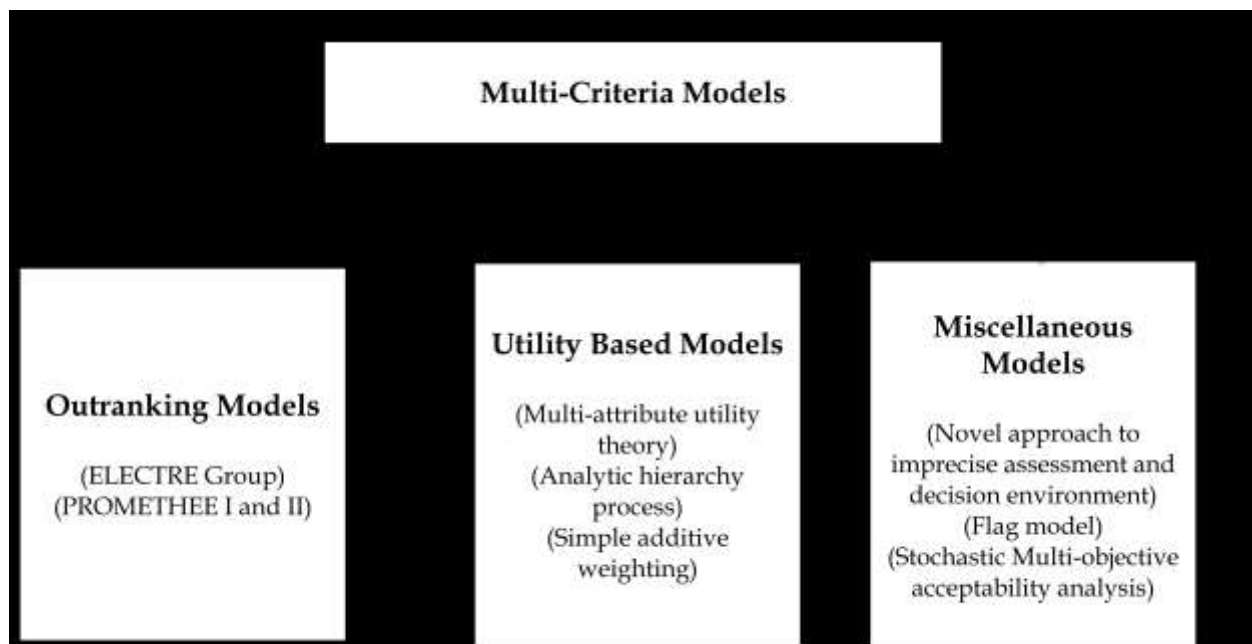 Multi-Criteria Models
Outranking Models
(ELECTRE Group)
(PROMETHEE I and II)
Utility Based Models
(Multi-attribute utility
theory)
(Analytic hierarchy
process)
(Simple additive
weighting)
Miscellaneous
Models
(Novel approach to
imprecise assessment and
decision environment)
(Flag model)
(Stochastic Multi-objective
acceptability analysis)